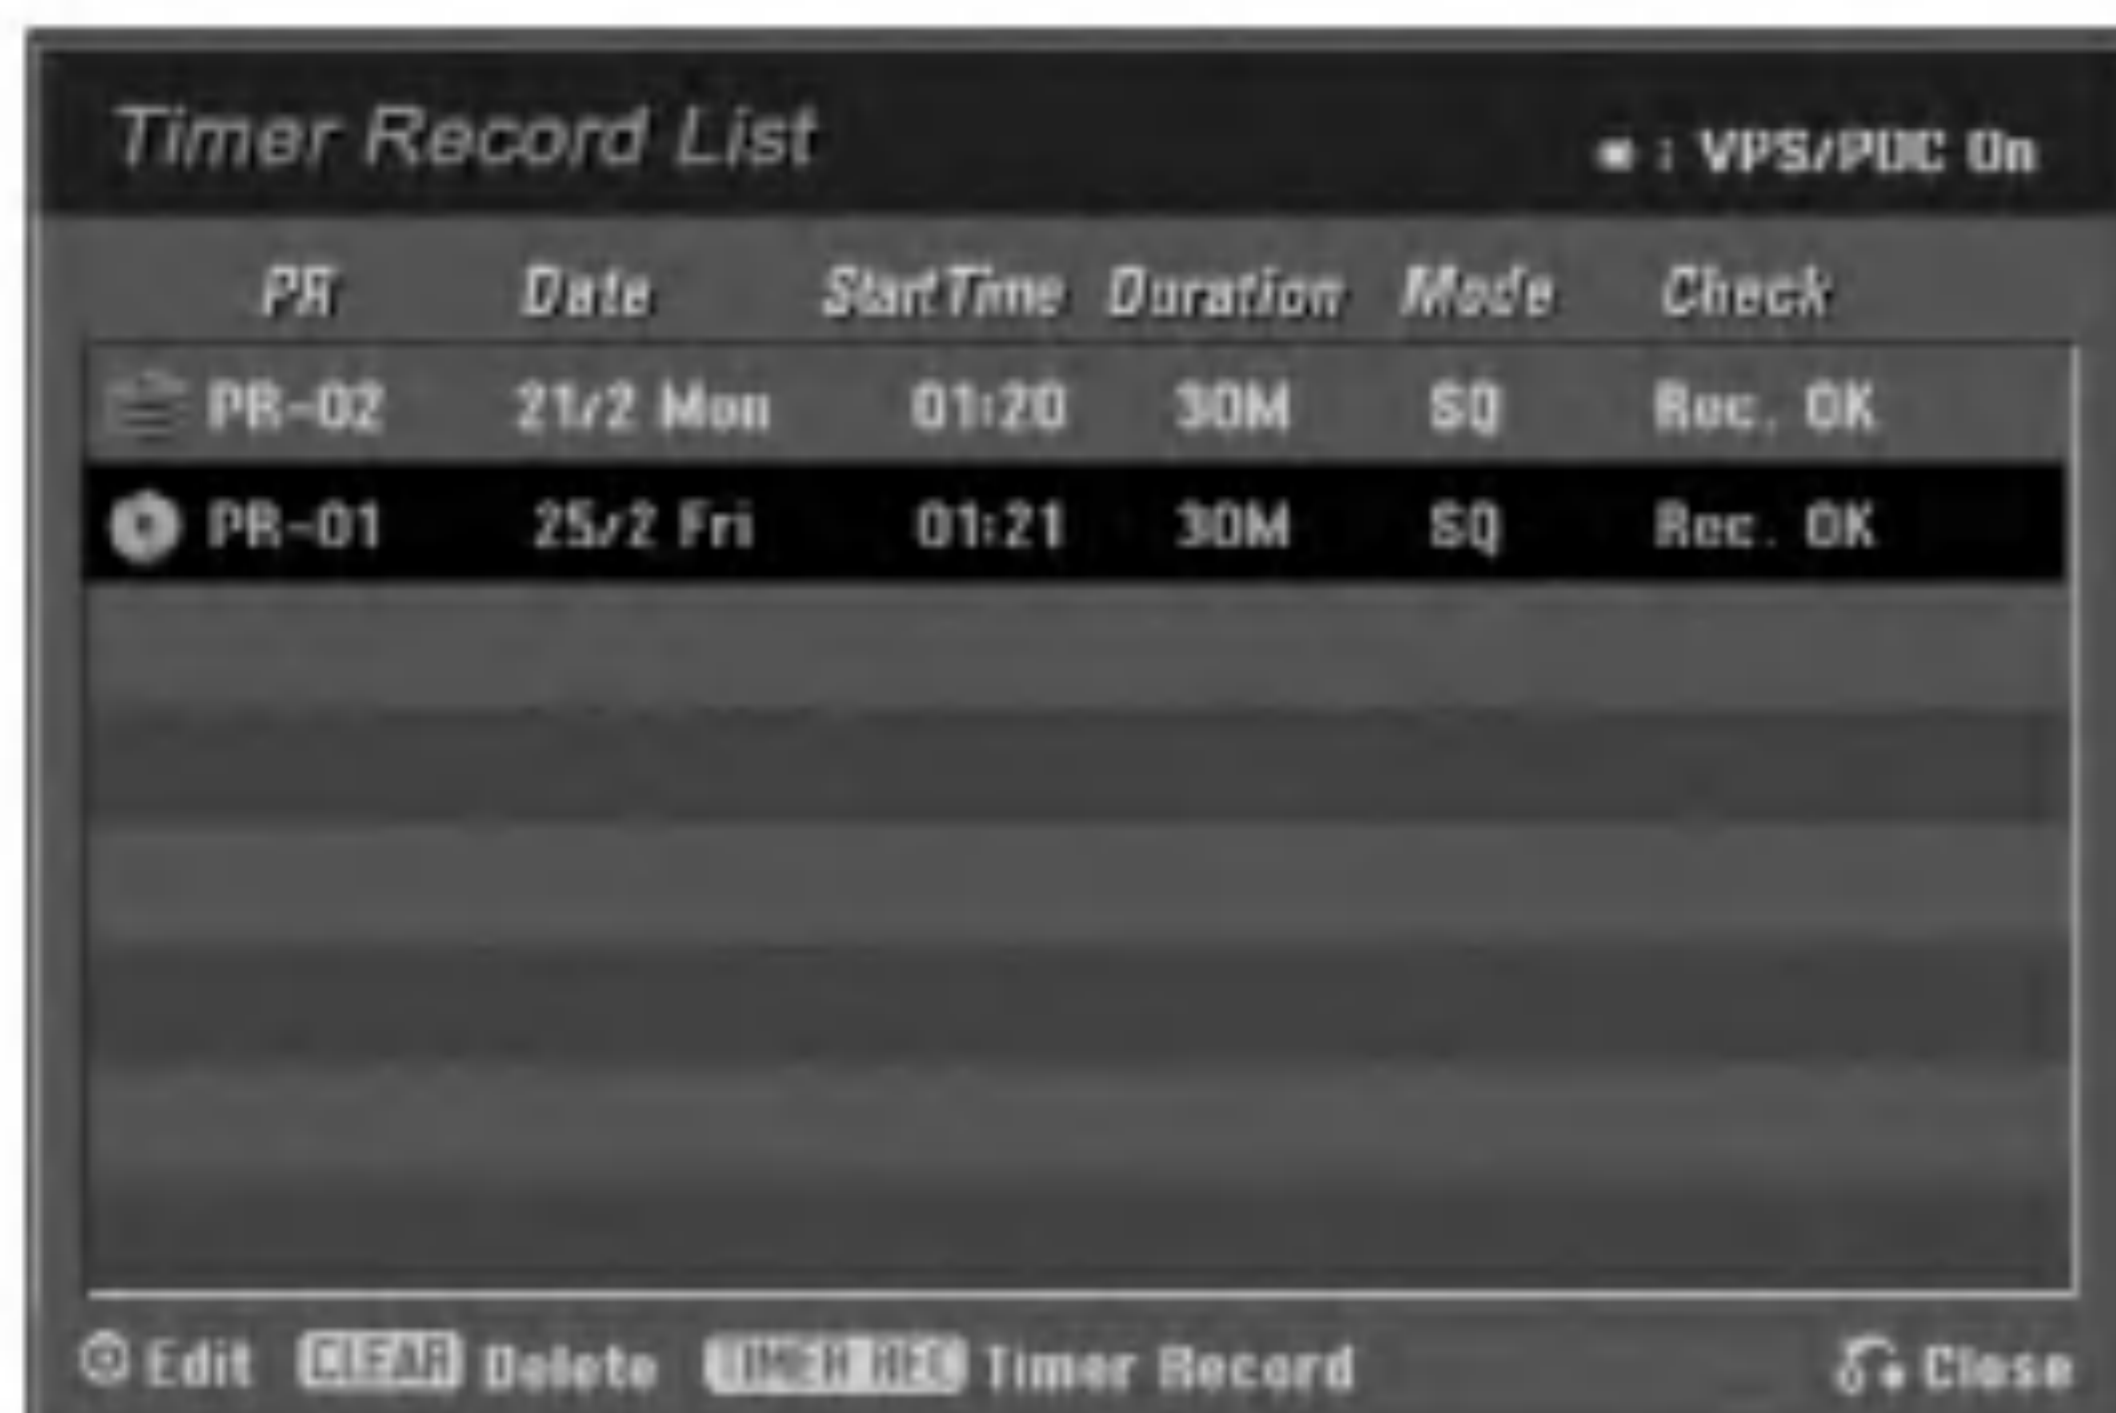 Timer Record List
■ : VPS/PDC On
PR Date Start Time Duration Mode Check
PR-02 21/2 Mon 01:20 30M SQ Rec. OK
PR-01 25/2 Fri 01:21 30M SQ Rec. OK
Edit CLEAR Delete TIMER REC Timer Record Close